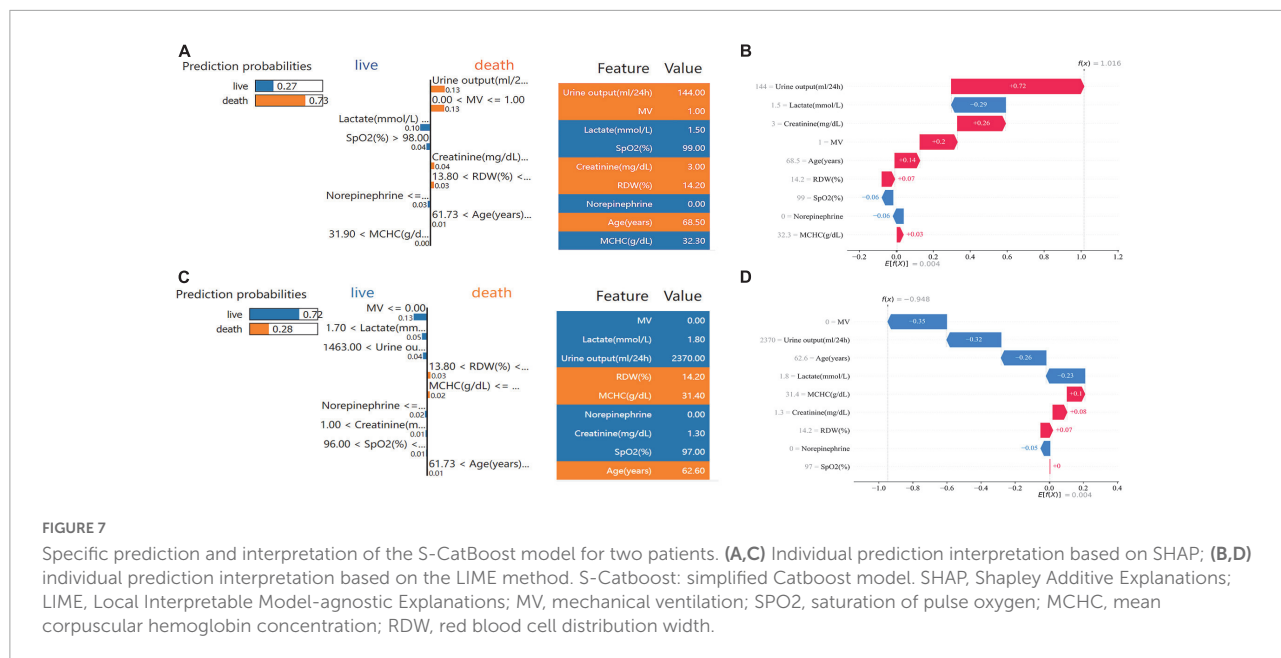 A
Prediction probabilities
live
0.27
death
0.73
live
death
Urine output(ml/2...
0.13
0.00 < MV <= 1.00
0.13
Lactate(mmol/L) ...
0.10
SpO2(%) > 98.00
0.04
Creatinine(mg/dL)...
0.04
13.80 < RDW(%) <...
0.03
Norepinephrine <=...
0.03
61.73 < Age(years)...
0.01
31.90 < MCHC(g/d...
0.00
Feature Value
Urine output(ml/24h) 144.00
MV 1.00
Lactate(mmol/L) 1.50
SpO2(%) 99.00
Creatinine(mg/dL) 3.00
RDW(%) 14.20
Norepinephrine 0.00
Age(years) 68.50
MCHC(g/dL) 32.30
B
f(x) = 1.016
144 = Urine output(ml/24h) +0.72
1.5 = Lactate(mmol/L) −0.29
3 = Creatinine(mg/dL) +0.26
1 = MV +0.2
68.5 = Age(years) +0.14
14.2 = RDW(%) +0.07
99 = SpO2(%) −0.06
0 = Norepinephrine −0.06
32.3 = MCHC(g/dL) +0.03
−0.2 0.0 0.2 0.4 0.6 0.8 1.0 1.2
E[f(X)] = 0.004
C
Prediction probabilities
live
0.72
death
0.28
live
death
MV <= 0.00
0.13
1.70 < Lactate(mm...
0.05
1463.00 < Urine ou...
0.04
13.80 < RDW(%) <...
0.03
MCHC(g/dL) <= ...
0.02
Norepinephrine <=...
0.02
1.00 < Creatinine(m...
0.01
96.00 < SpO2(%) <...
0.01
61.73 < Age(years)...
0.01
Feature Value
MV 0.00
Lactate(mmol/L) 1.80
Urine output(ml/24h) 2370.00
RDW(%) 14.20
MCHC(g/dL) 31.40
Norepinephrine 0.00
Creatinine(mg/dL) 1.30
SpO2(%) 97.00
Age(years) 62.60
D
f(x) = −0.948
0 = MV −0.35
2370 = Urine output(ml/24h) −0.32
62.6 = Age(years) −0.26
1.8 = Lactate(mmol/L) −0.23
31.4 = MCHC(g/dL) +0.1
1.3 = Creatinine(mg/dL) +0.08
14.2 = RDW(%) +0.07
0 = Norepinephrine −0.05
97 = SpO2(%) +0
−1.0 −0.8 −0.6 −0.4 −0.2 0.0 0.2 0.4
E[f(X)] = 0.004
FIGURE 7
Specific prediction and interpretation of the S-CatBoost model for two patients. (A,C) Individual prediction interpretation based on SHAP; (B,D)
individual prediction interpretation based on the LIME method. S-Catboost: simplified Catboost model. SHAP, Shapley Additive Explanations;
LIME, Local Interpretable Model-agnostic Explanations; MV, mechanical ventilation; SPO2, saturation of pulse oxygen; MCHC, mean
corpuscular hemoglobin concentration; RDW, red blood cell distribution width.